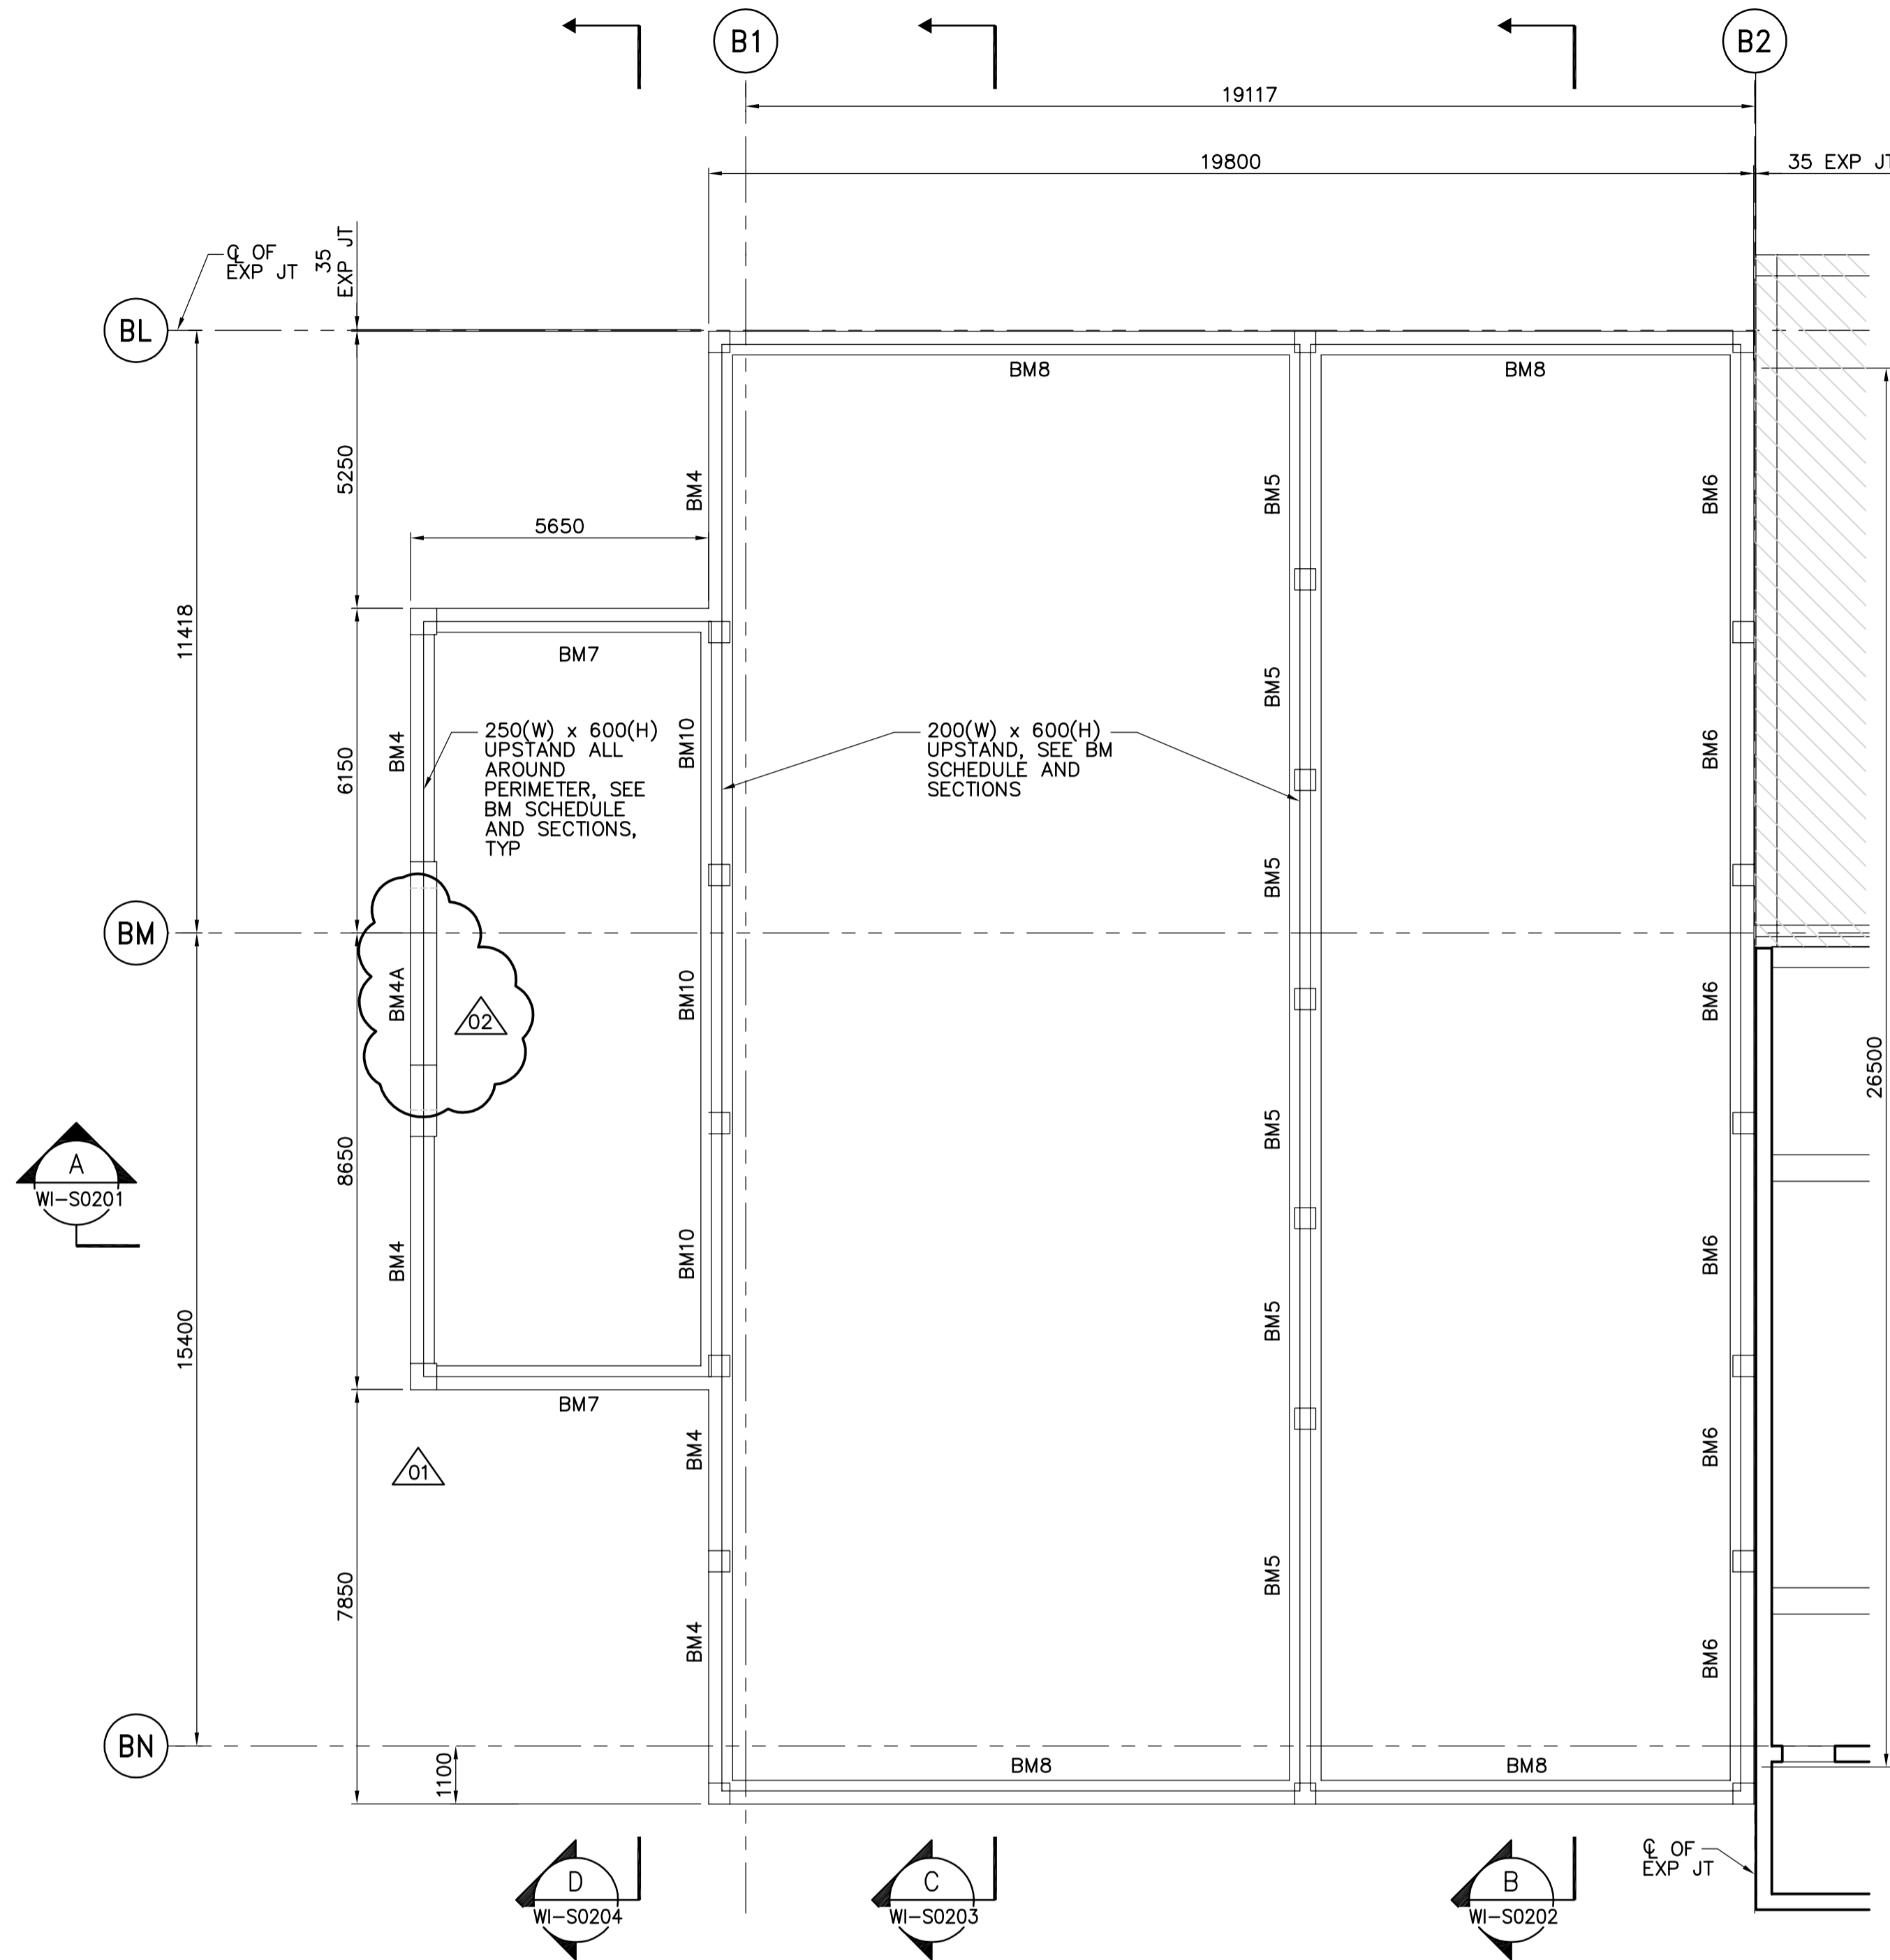 B1
B2
19117
19800
35 EXP JT
℄ OF
EXP JT
35
EXP JT
BL
BM8
BM8
5250
BM4
BM5
BM6
5650
11418
BM7
BM5
6150
BM4
250(W) x 600(H)
UPSTAND ALL
AROUND
PERIMETER, SEE
BM SCHEDULE
AND SECTIONS,
TYP
BM10
200(W) x 600(H)
UPSTAND, SEE BM
SCHEDULE AND
SECTIONS
BM6
BM5
BM
BM4A
02
BM10
BM6
26500
A
WI-S0201
8650
BM5
BM4
BM10
BM6
15400
BM5
BM7
01
BM4
BM6
7850
BM5
BM4
BM6
BN
1100
BM8
BM8
D
WI-S0204
C
WI-S0203
B
WI-S0202
℄ OF
EXP JT